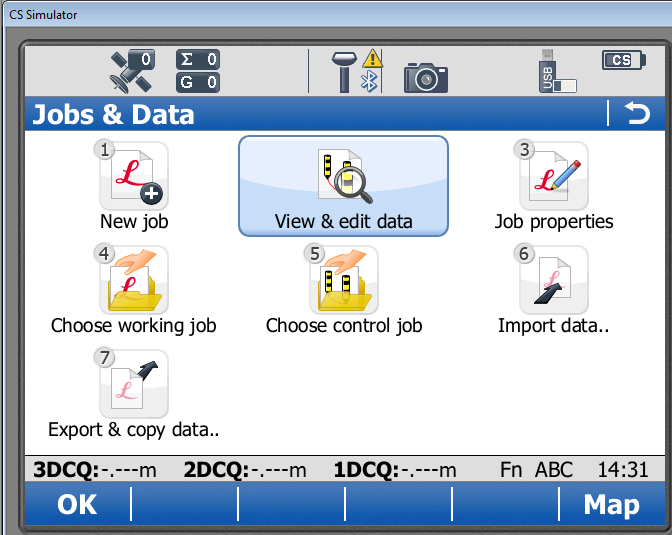 CS Simulator
0 Σ 0 G 0 USB CS
Jobs & Data
1 3
New job View & edit data Job properties
4 5 6
Choose working job Choose control job Import data..
7
Export & copy data..
3DCQ:-.---m 2DCQ:-.---m 1DCQ:-.---m Fn ABC 14:31
OK Map